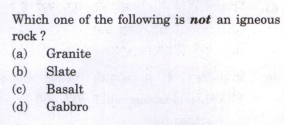 Which one of the following is not an igneous
rock ?
(a) Granite
(b) Slate
(c) Basalt
(d) Gabbro